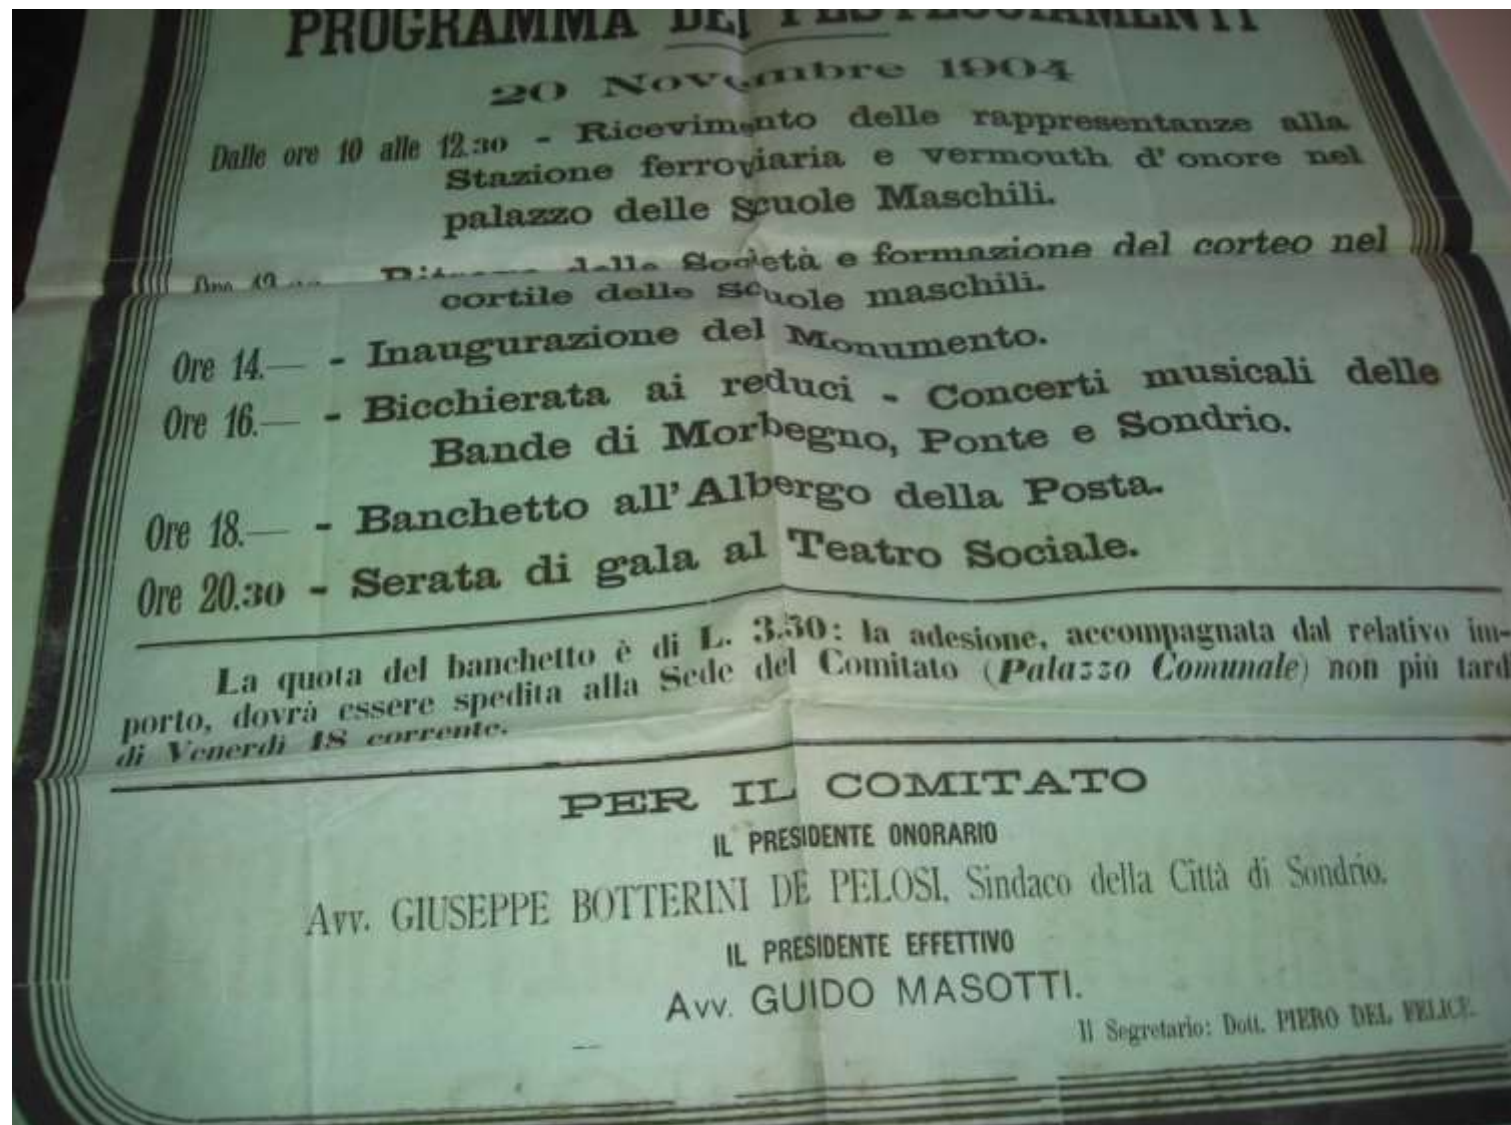 PROGRAMMA DEI FESTEGGIAMENTI
20 Novembre 1904
Dalle ore 10 alle 12.30 - Ricevimento delle rappresentanze alla
Stazione ferroviaria e vermouth d'onore nel
palazzo delle Scuole Maschili.
Ore - Ritrovo delle Società e formazione del corteo nel
cortile delle Scuole maschili.
Ore 14.— - Inaugurazione del Monumento.
Ore 16.— - Bicchierata ai reduci - Concerti musicali delle
Bande di Morbegno, Ponte e Sondrio.
Ore 18.— - Banchetto all'Albergo della Posta.
Ore 20.30 - Serata di gala al Teatro Sociale.
La quota del banchetto è di L. 3.50: la adesione, accompagnata dal relativo im-
porto, dovrà essere spedita alla Sede del Comitato (Palazzo Comunale) non più tardi
di Venerdì 18 corrente.
PER IL COMITATO
IL PRESIDENTE ONORARIO
Avv. GIUSEPPE BOTTERINI DE PELOSI, Sindaco della Città di Sondrio.
IL PRESIDENTE EFFETTIVO
Avv. GUIDO MASOTTI.
Il Segretario: Dott. PIERO DEL FELICE.